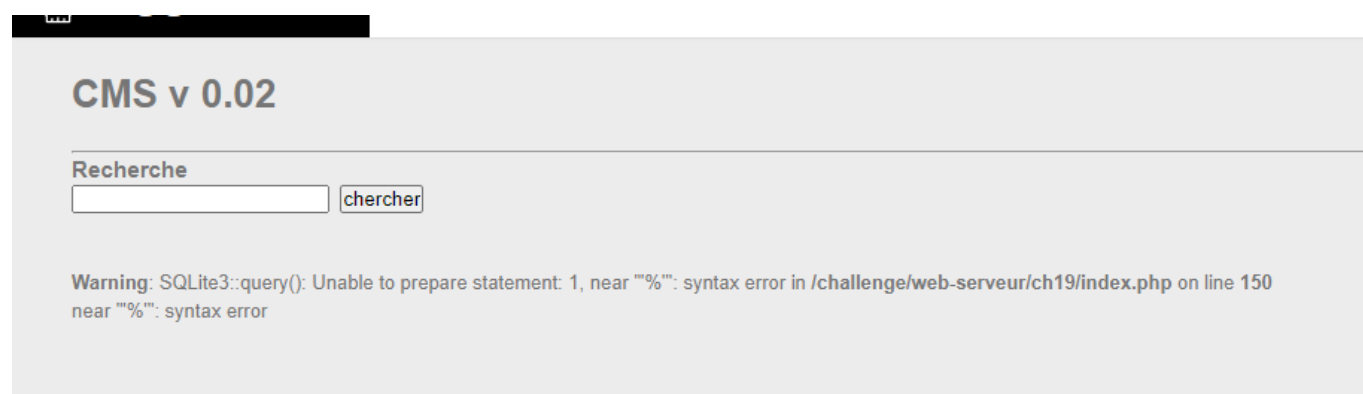 CMS v 0.02
Recherche
chercher
Warning: SQLite3::query(): Unable to prepare statement: 1, near "'%'": syntax error in /challenge/web-serveur/ch19/index.php on line 150
near "'%'": syntax error